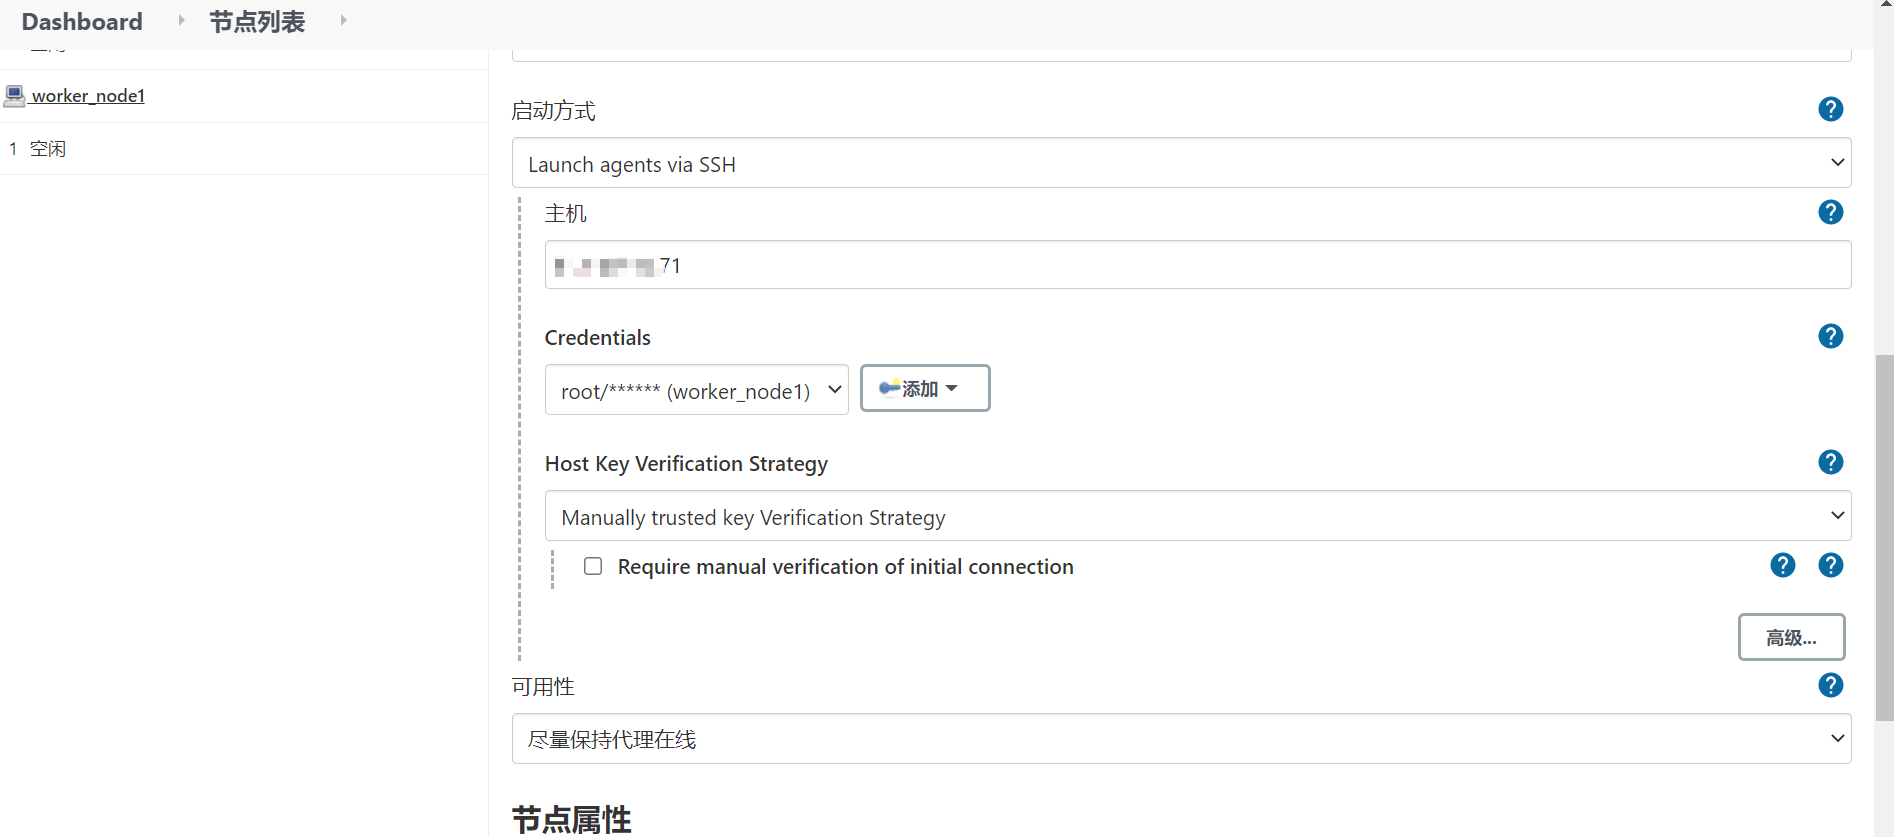 Dashboard
节点列表
worker_node1
1 空闲
启动方式
Launch agents via SSH
主机
71
Credentials
root/****** (worker_node1)
添加
Host Key Verification Strategy
Manually trusted key Verification Strategy
Require manual verification of initial connection
高级...
可用性
尽量保持代理在线
节点属性